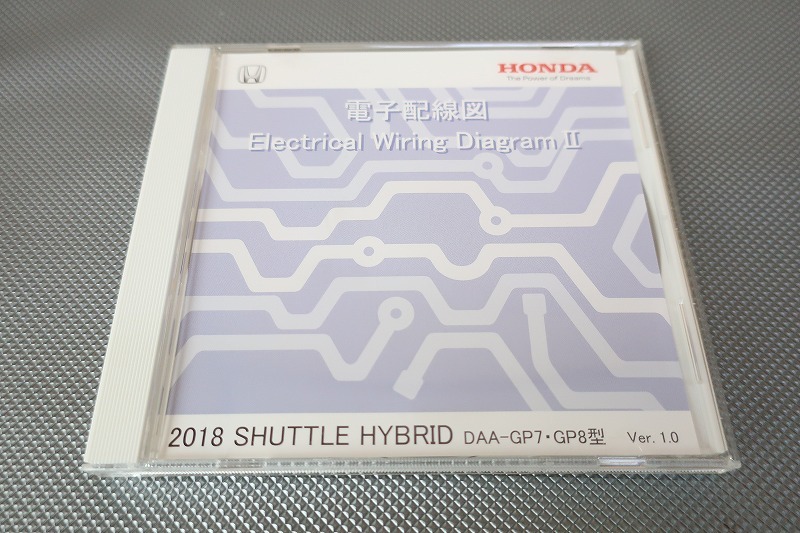 HONDA
The Power of Dreams
電子配線図
Electrical Wiring Diagram II
2018 SHUTTLE HYBRID DAA-GP7・GP8型 Ver. 1.0